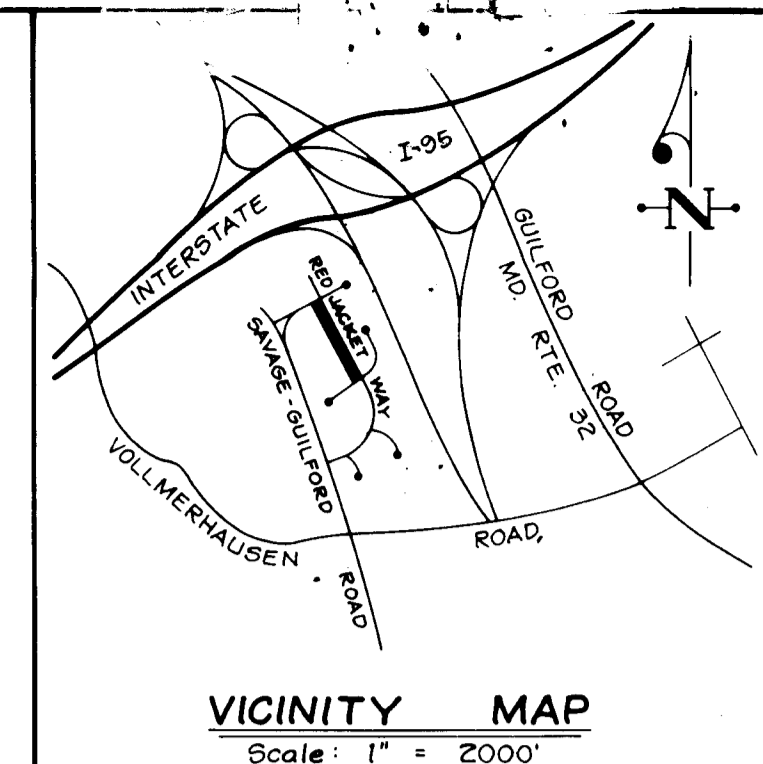 I-95
INTERSTATE
N
GUILFORD ROAD
MD. RTE. 32
RED JACKET WAY
SAVAGE-GUILFORD ROAD
VOLLMERHAUSEN ROAD,
VICINITY MAP
Scale: 1" = 2000'